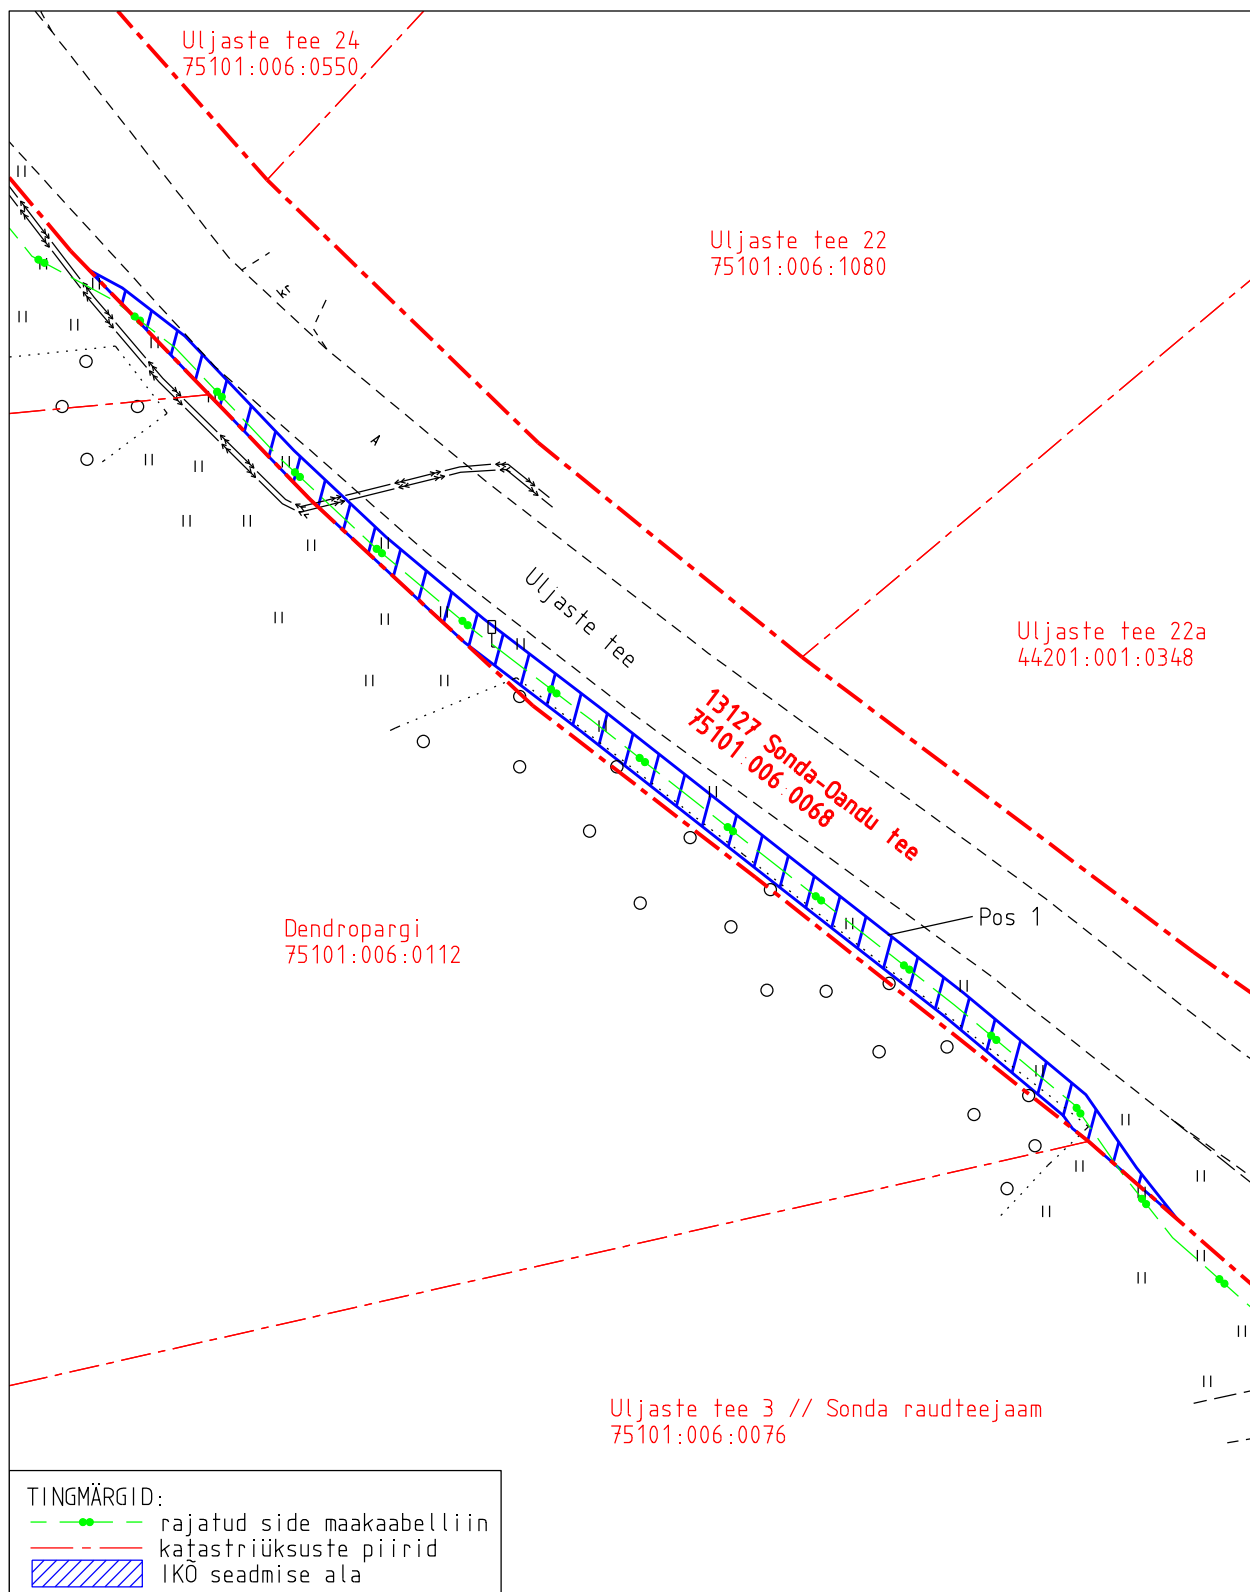 Uljaste tee 24
75101:006:0550
Uljaste tee 22
75101:006:1080
kr
A
Uljaste tee
Uljaste tee 22a
44201:001:0348
13127 Sonda-Oandu tee
75101:006:0068
Pos 1
Dendropargi
75101:006:0112
Uljaste tee 3 // Sonda raudteejaam
75101:006:0076
TINGMÄRGID:
rajatud side maakaabelliin
katastriüksuste piirid
IKÕ seadmise ala